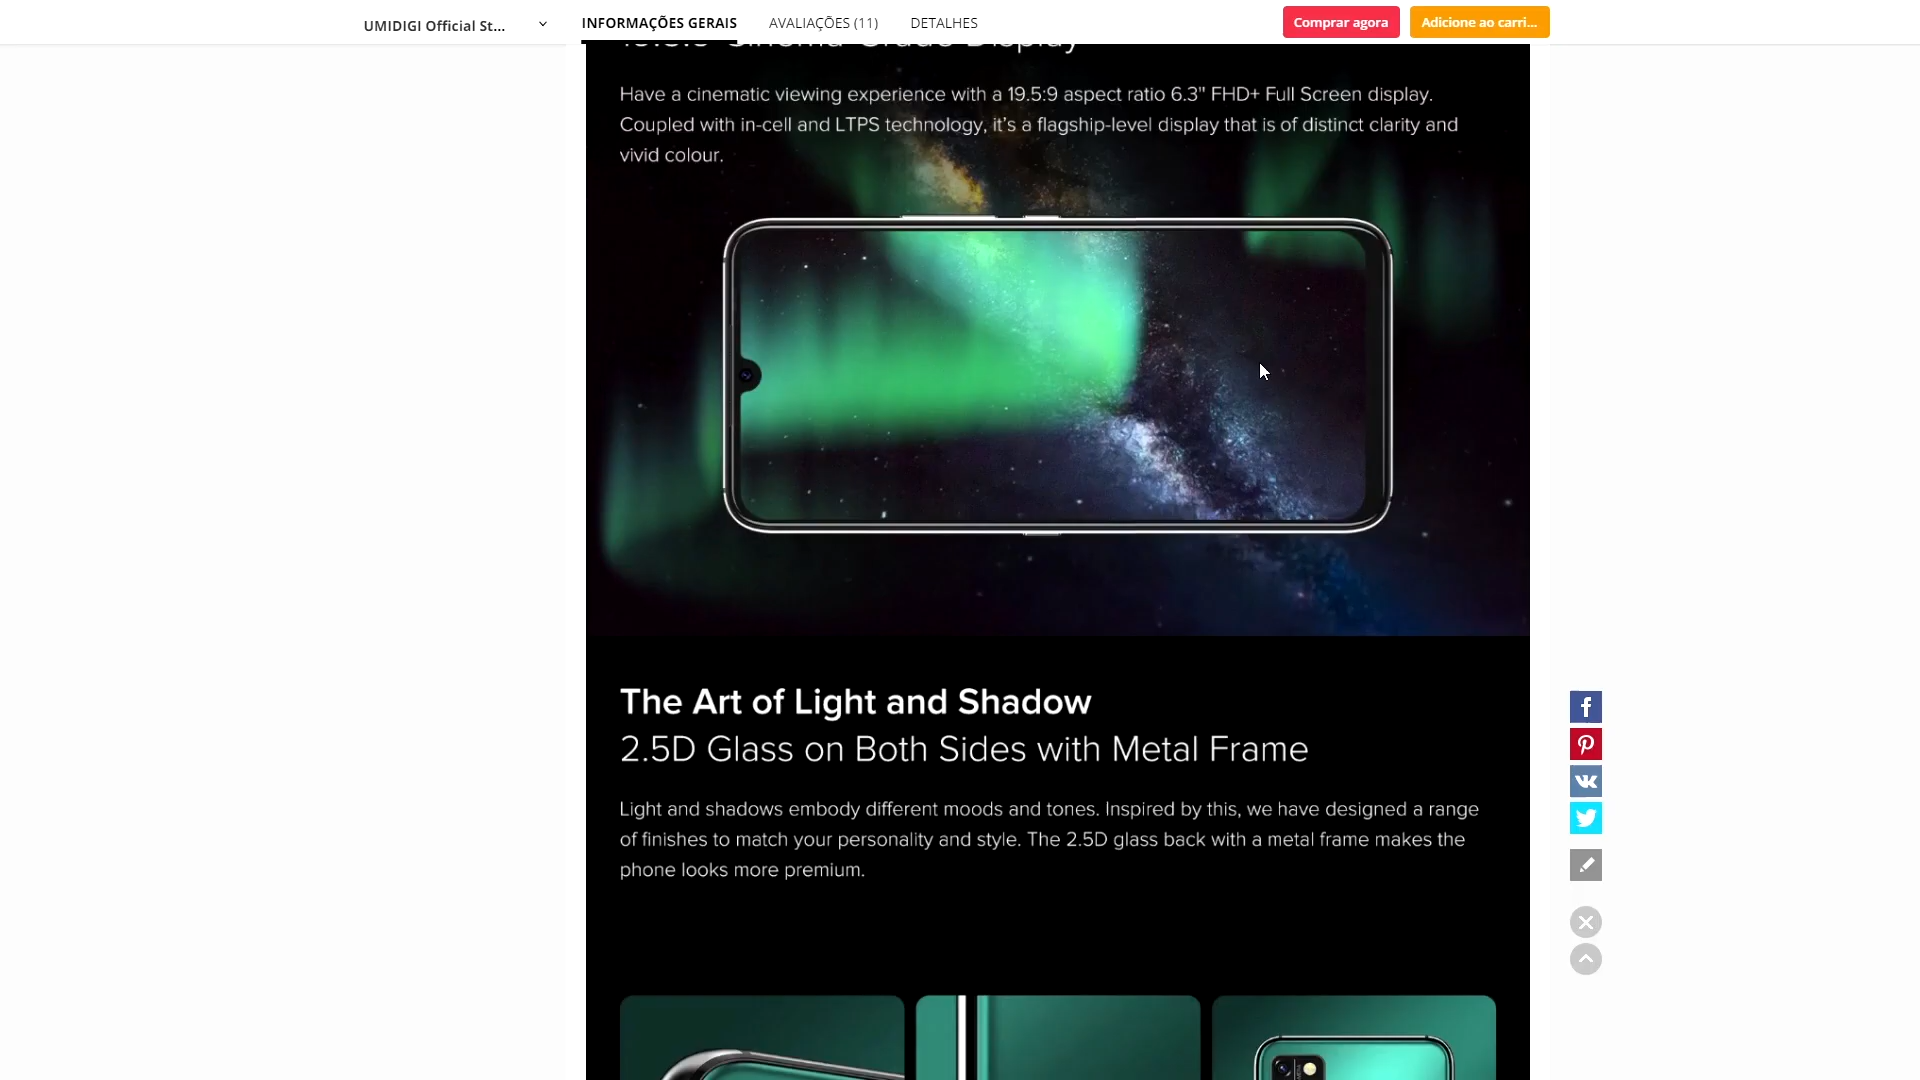 UMIDIGI Official St...
INFORMAÇÕES GERAIS
AVALIAÇÕES (11)
DETALHES
Comprar agora
Adicione ao carri...
Cinema-Grade Display
Have a cinematic viewing experience with a 19.5:9 aspect ratio 6.3" FHD+ Full Screen display.
Coupled with in-cell and LTPS technology, it's a flagship-level display that is of distinct clarity and
vivid colour.
The Art of Light and Shadow
2.5D Glass on Both Sides with Metal Frame
Light and shadows embody different moods and tones. Inspired by this, we have designed a range
of finishes to match your personality and style. The 2.5D glass back with a metal frame makes the
phone looks more premium.